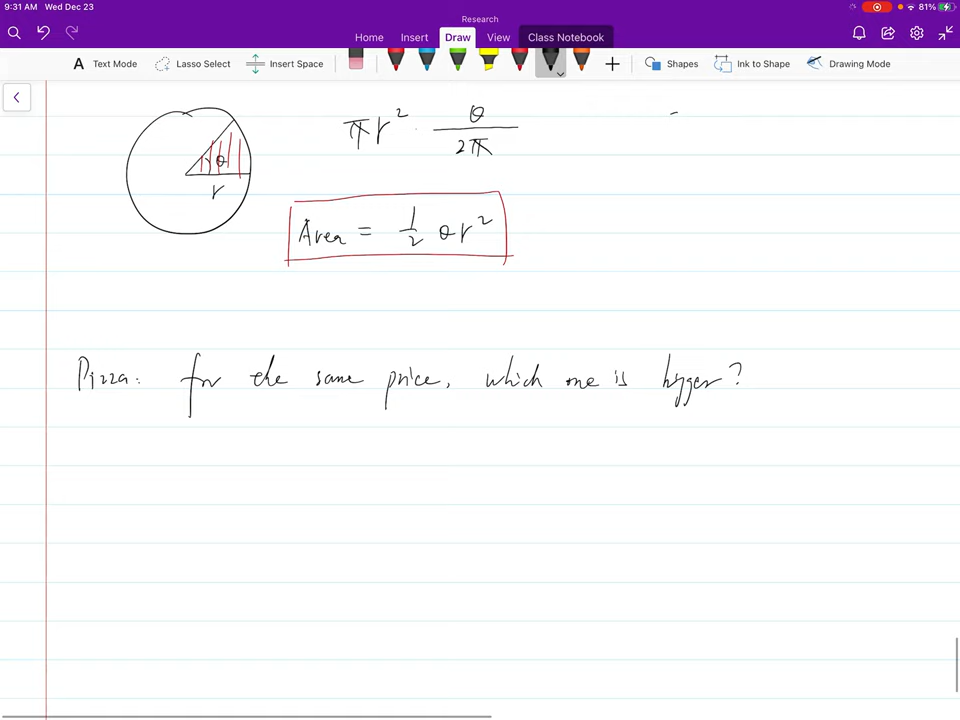 9:31 AM Wed Dec 23
81%
Research
Home Insert Draw View Class Notebook
A Text Mode Lasso Select Insert Space Shapes Ink to Shape Drawing Mode
πr² · θ/2π
θ
r
Area = 1/2 θr²
Pizza: for the same price, which one is bigger?